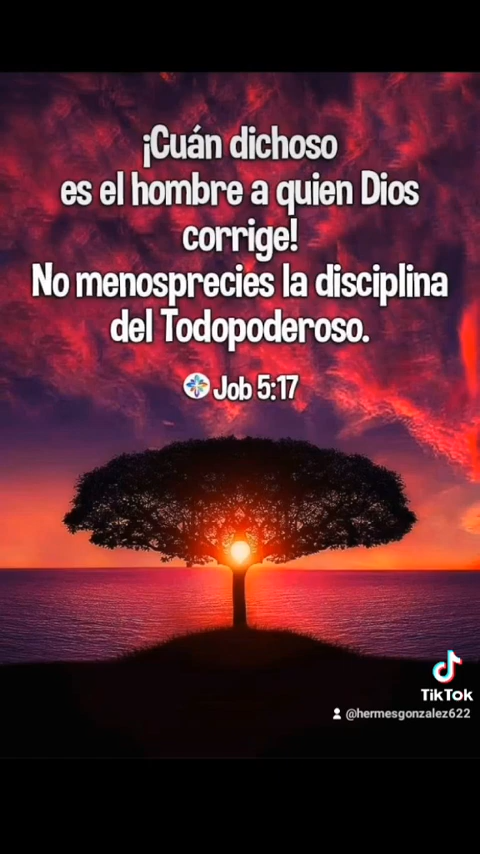 ¡Cuán dichoso
es el hombre a quien Dios
corrige!
No menosprecies la disciplina
del Todopoderoso.
Job 5:17
TikTok
@hermesgonzalez622